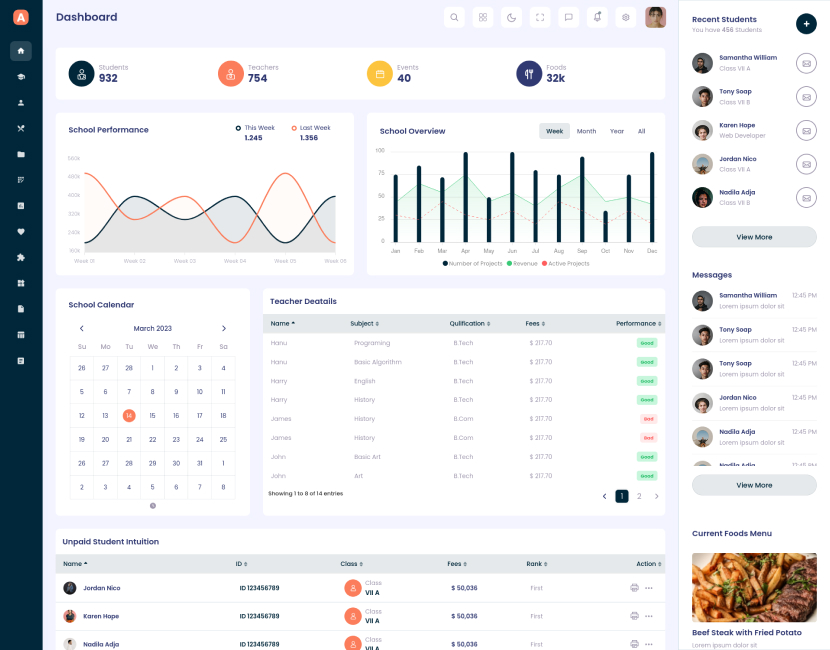 A
Dashboard
Students
932
Teachers
754
Events
40
Foods
32k
School Performance
This Week
1.245
Last Week
1.356
560k
480k
400k
320k
240k
160k
Week 01
Week 02
Week 03
Week 04
Week 05
Week 06
School Overview
Week
Month
Year
All
100
75
50
25
0
Jan
Feb
Mar
Apr
May
Jun
Jul
Aug
Sep
Oct
Nov
Dec
Number of Projects
Revenue
Active Projects
School Calendar
March 2023
Su Mo Tu We Th Fr Sa
26 27 28 1 2 3 4
5 6 7 8 9 10 11
12 13 14 15 16 17 18
19 20 21 22 23 24 25
26 27 28 29 30 31 1
2 3 4 5 6 7 8
Teacher Deatails
Name Subject Qulification Fees Performance
Hanu Programing B.Tech $ 217.70 Good
Hanu Basic Algorithm B.Tech $ 217.70 Good
Harry English B.Tech $ 217.70 Good
Harry History B.Tech $ 217.70 Good
James History B.Com $ 217.70 Bad
James History B.Com $ 217.70 Bad
John Basic Art B.Tech $ 217.70 Good
John Art B.Tech $ 217.70 Good
Showing 1 to 8 of 14 entries
1 2
Unpaid Student Intuition
Name ID Class Fees Rank Action
Jordan Nico ID 123456789 Class VII A $ 50,036 First
Karen Hope ID 123456789 Class VII A $ 50,036 First
Nadila Adja ID 123456789 Class VII A $ 50,036 First
Recent Students
You have 456 Students
Samantha William
Class VII A
Tony Soap
Class VII B
Karen Hope
Web Developer
Jordan Nico
Class VII A
Nadila Adja
Class VII B
View More
Messages
Samantha William 12:45 PM
Lorem ipsum dolor sit
Tony Soap 12:45 PM
Lorem ipsum dolor sit
Tony Soap 12:45 PM
Lorem ipsum dolor sit
Jordan Nico 12:45 PM
Lorem ipsum dolor sit
Nadila Adja 12:45 PM
Lorem ipsum dolor sit
Nadila Adja 12:45 PM
View More
Current Foods Menu
Beef Steak with Fried Potato
Lorem ipsum dolor sit